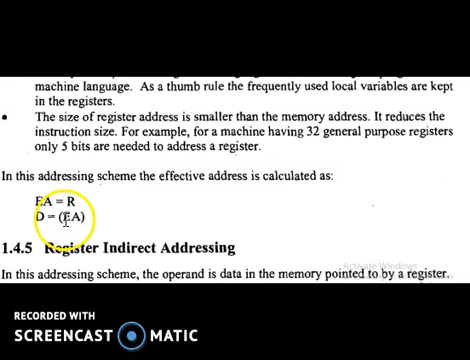 machine language. As a thumb rule the frequently used local variables are kept
in the registers.
• The size of register address is smaller than the memory address. It reduces the
instruction size. For example, for a machine having 32 general purpose registers
only 5 bits are needed to address a register.
In this addressing scheme the effective address is calculated as:
EA = R
D = (EA)
1.4.5 Register Indirect Addressing
Activate Windows
In this addressing scheme, the operand is data in the memory pointed to by a register.
RECORDED WITH
SCREENCAST MATIC